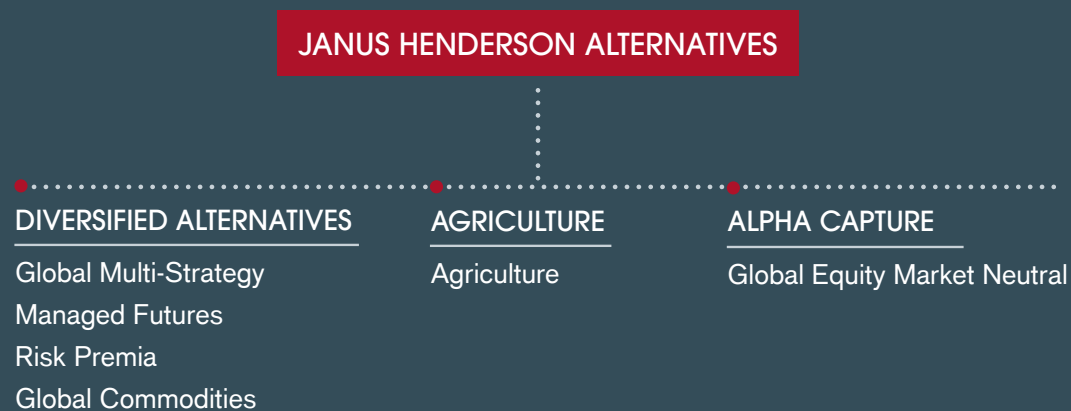 JANUS HENDERSON ALTERNATIVES
DIVERSIFIED ALTERNATIVES
Global Multi-Strategy
Managed Futures
Risk Premia
Global Commodities
AGRICULTURE
Agriculture
ALPHA CAPTURE
Global Equity Market Neutral